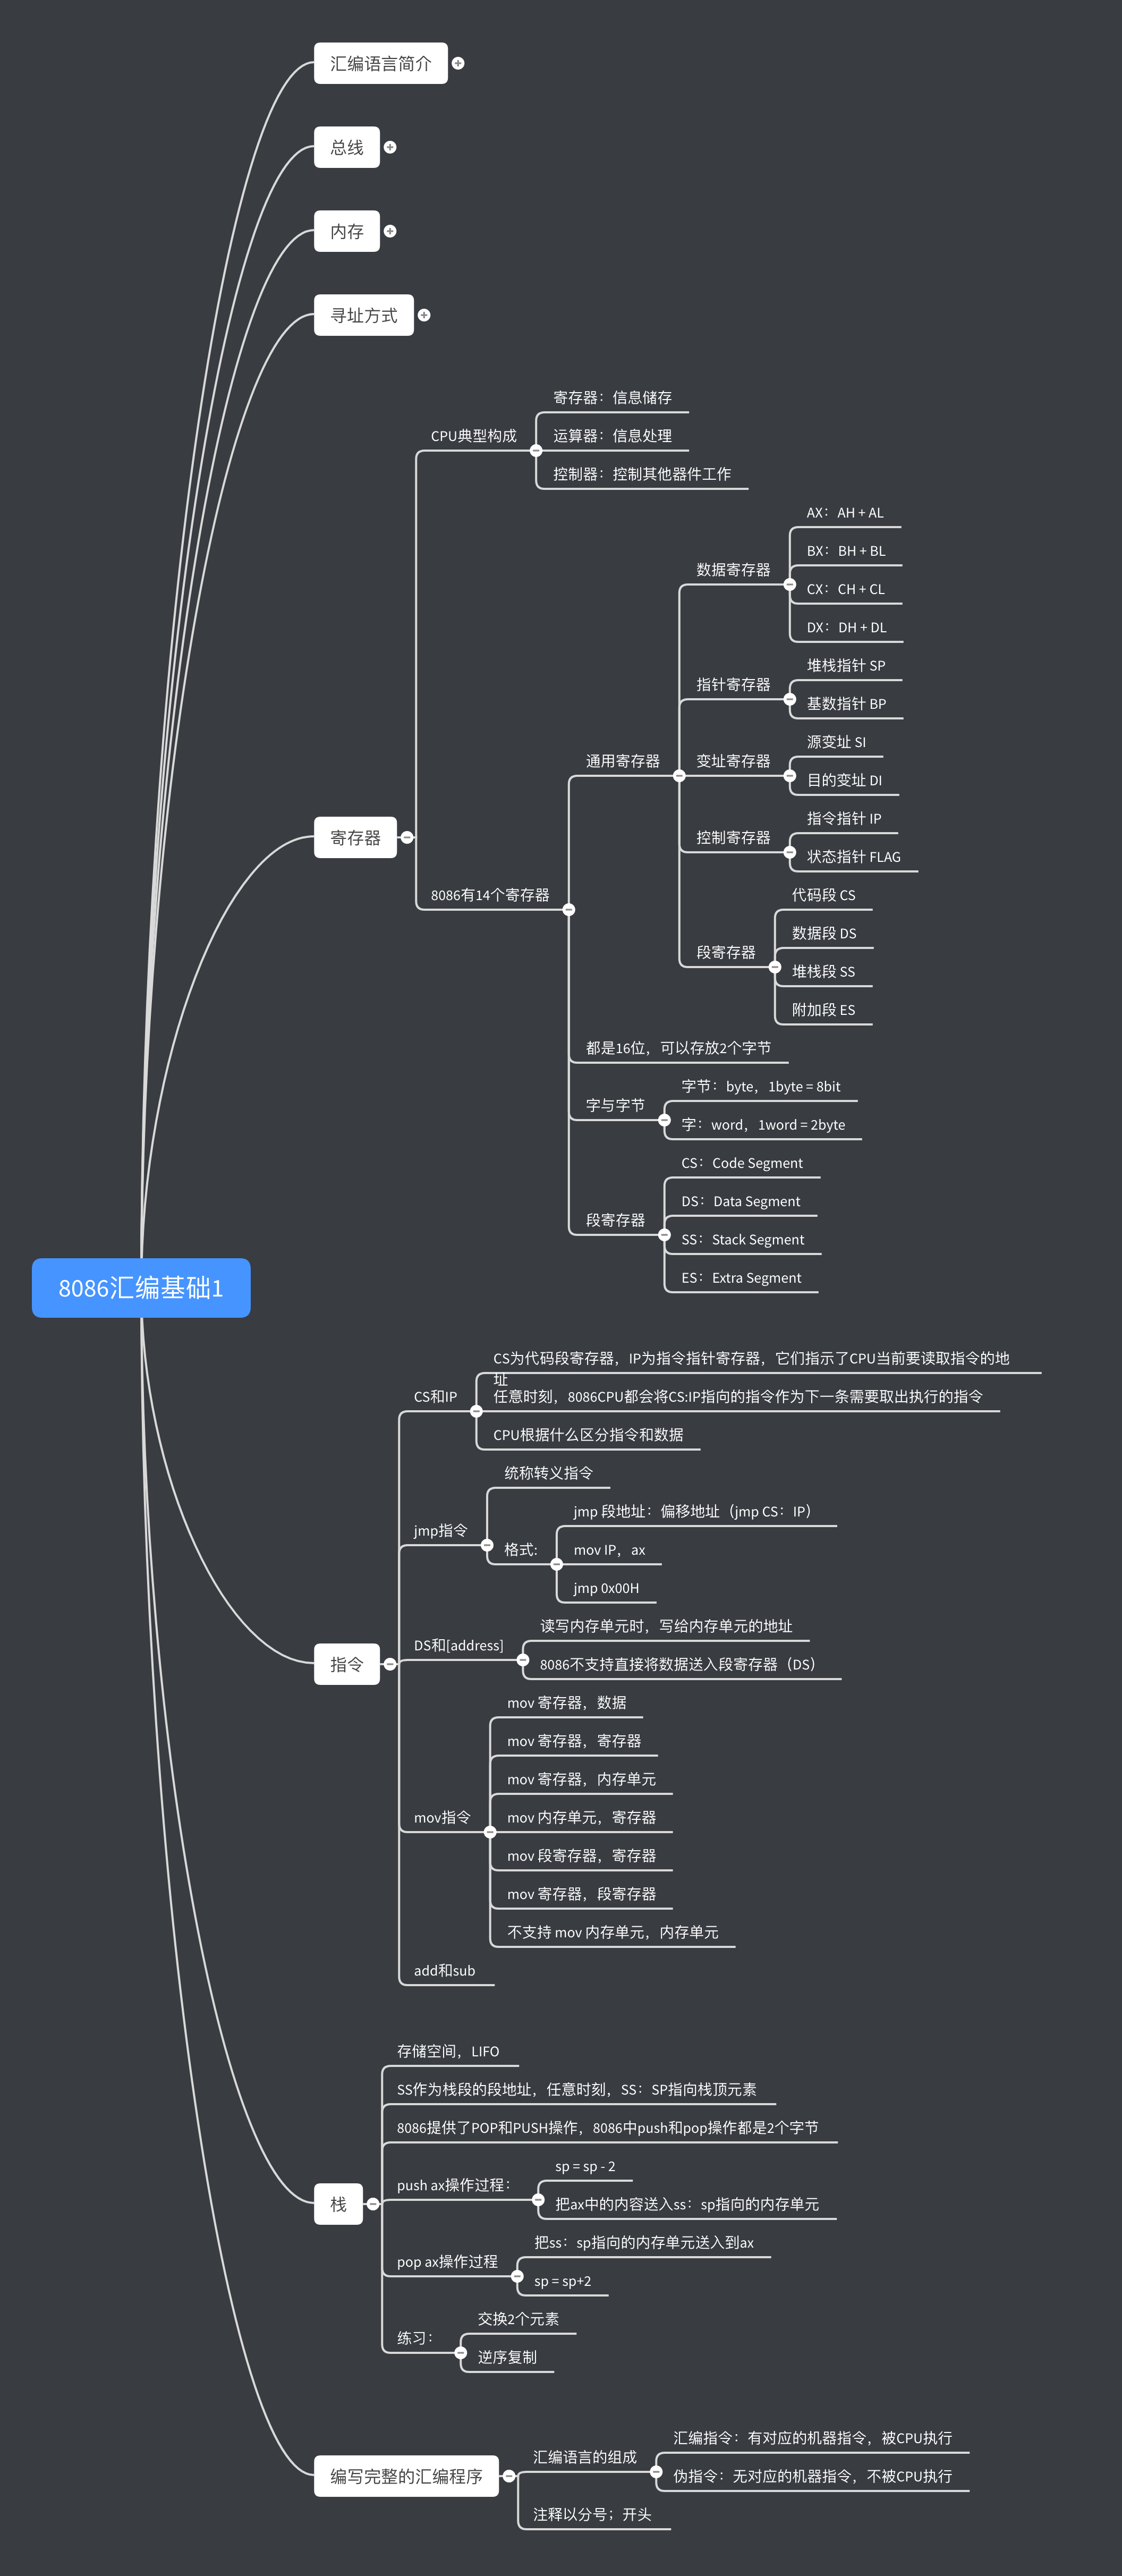 汇编语言简介
总线
内存
寻址方式
寄存器：信息储存
CPU典型构成
运算器：信息处理
控制器：控制其他器件工作
AX：AH + AL
BX：BH + BL
数据寄存器
CX：CH + CL
DX：DH + DL
堆栈指针 SP
指针寄存器
基数指针 BP
源变址 SI
通用寄存器
变址寄存器
目的变址 DI
指令指针 IP
控制寄存器
寄存器
状态指针 FLAG
8086有14个寄存器
代码段 CS
数据段 DS
段寄存器
堆栈段 SS
附加段 ES
都是16位，可以存放2个字节
字节：byte，1byte = 8bit
字与字节
字：word，1word = 2byte
CS：Code Segment
DS：Data Segment
段寄存器
SS：Stack Segment
ES：Extra Segment
8086汇编基础1
CS为代码段寄存器，IP为指令指针寄存器，它们指示了CPU当前要读取指令的地
址
CS和IP
任意时刻，8086CPU都会将CS:IP指向的指令作为下一条需要取出执行的指令
CPU根据什么区分指令和数据
统称转义指令
jmp 段地址：偏移地址（jmp CS：IP）
jmp指令
格式:
mov IP，ax
jmp 0x00H
读写内存单元时，写给内存单元的地址
DS和[address]
指令
8086不支持直接将数据送入段寄存器（DS）
mov 寄存器，数据
mov 寄存器，寄存器
mov 寄存器，内存单元
mov指令
mov 内存单元，寄存器
mov 段寄存器，寄存器
mov 寄存器，段寄存器
不支持 mov 内存单元，内存单元
add和sub
存储空间，LIFO
SS作为栈段的段地址，任意时刻，SS：SP指向栈顶元素
8086提供了POP和PUSH操作，8086中push和pop操作都是2个字节
sp = sp - 2
push ax操作过程：
栈
把ax中的内容送入ss：sp指向的内存单元
把ss：sp指向的内存单元送入到ax
pop ax操作过程
sp = sp+2
交换2个元素
练习：
逆序复制
汇编指令：有对应的机器指令，被CPU执行
汇编语言的组成
编写完整的汇编程序
伪指令：无对应的机器指令，不被CPU执行
注释以分号；开头